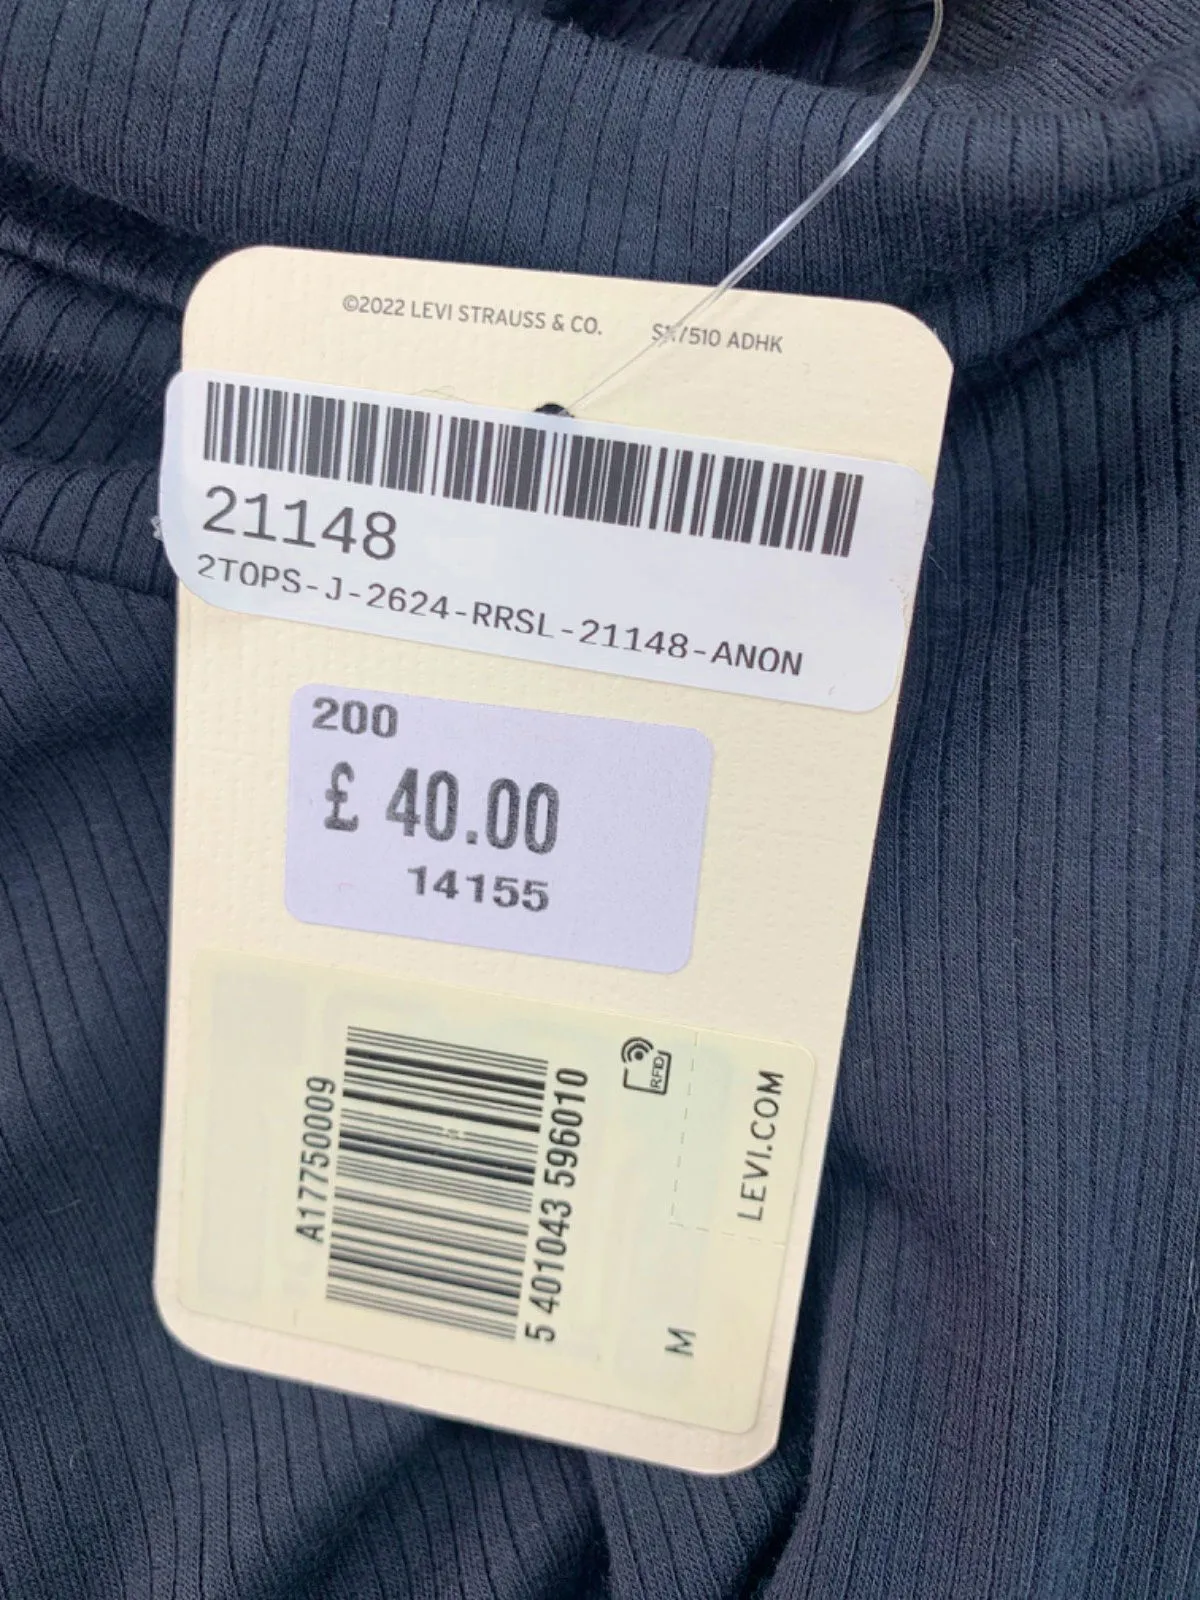 ©2022 LEVI STRAUSS & CO.
510 ADHK
21148
2TOPS-J-2624-RRSL-21148-ANON
200
£ 40.00
14155
A17750009
5 401043 596010
RFID
LEVI.COM
M